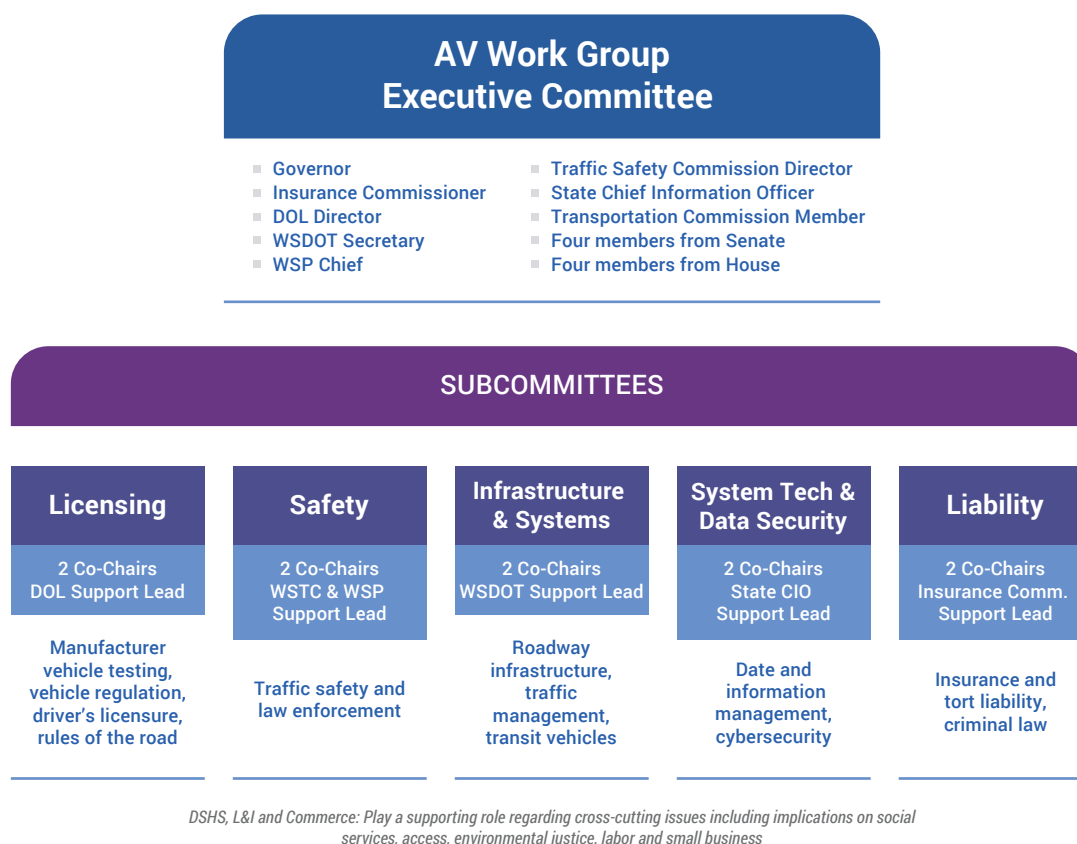 AV Work Group
Executive Committee
Governor
Insurance Commissioner
DOL Director
WSDOT Secretary
WSP Chief
Traffic Safety Commission Director
State Chief Information Officer
Transportation Commission Member
Four members from Senate
Four members from House
SUBCOMMITTEES
Licensing
2 Co-Chairs
DOL Support Lead
Manufacturer
vehicle testing,
vehicle regulation,
driver's licensure,
rules of the road
Safety
2 Co-Chairs
WSTC & WSP
Support Lead
Traffic safety and
law enforcement
Infrastructure
& Systems
2 Co-Chairs
WSDOT Support Lead
Roadway
infrastructure,
traffic
management,
transit vehicles
System Tech &
Data Security
2 Co-Chairs
State CIO
Support Lead
Date and
information
management,
cybersecurity
Liability
2 Co-Chairs
Insurance Comm.
Support Lead
Insurance and
tort liability,
criminal law
DSHS, L&I and Commerce: Play a supporting role regarding cross-cutting issues including implications on social
services, access, environmental justice, labor and small business